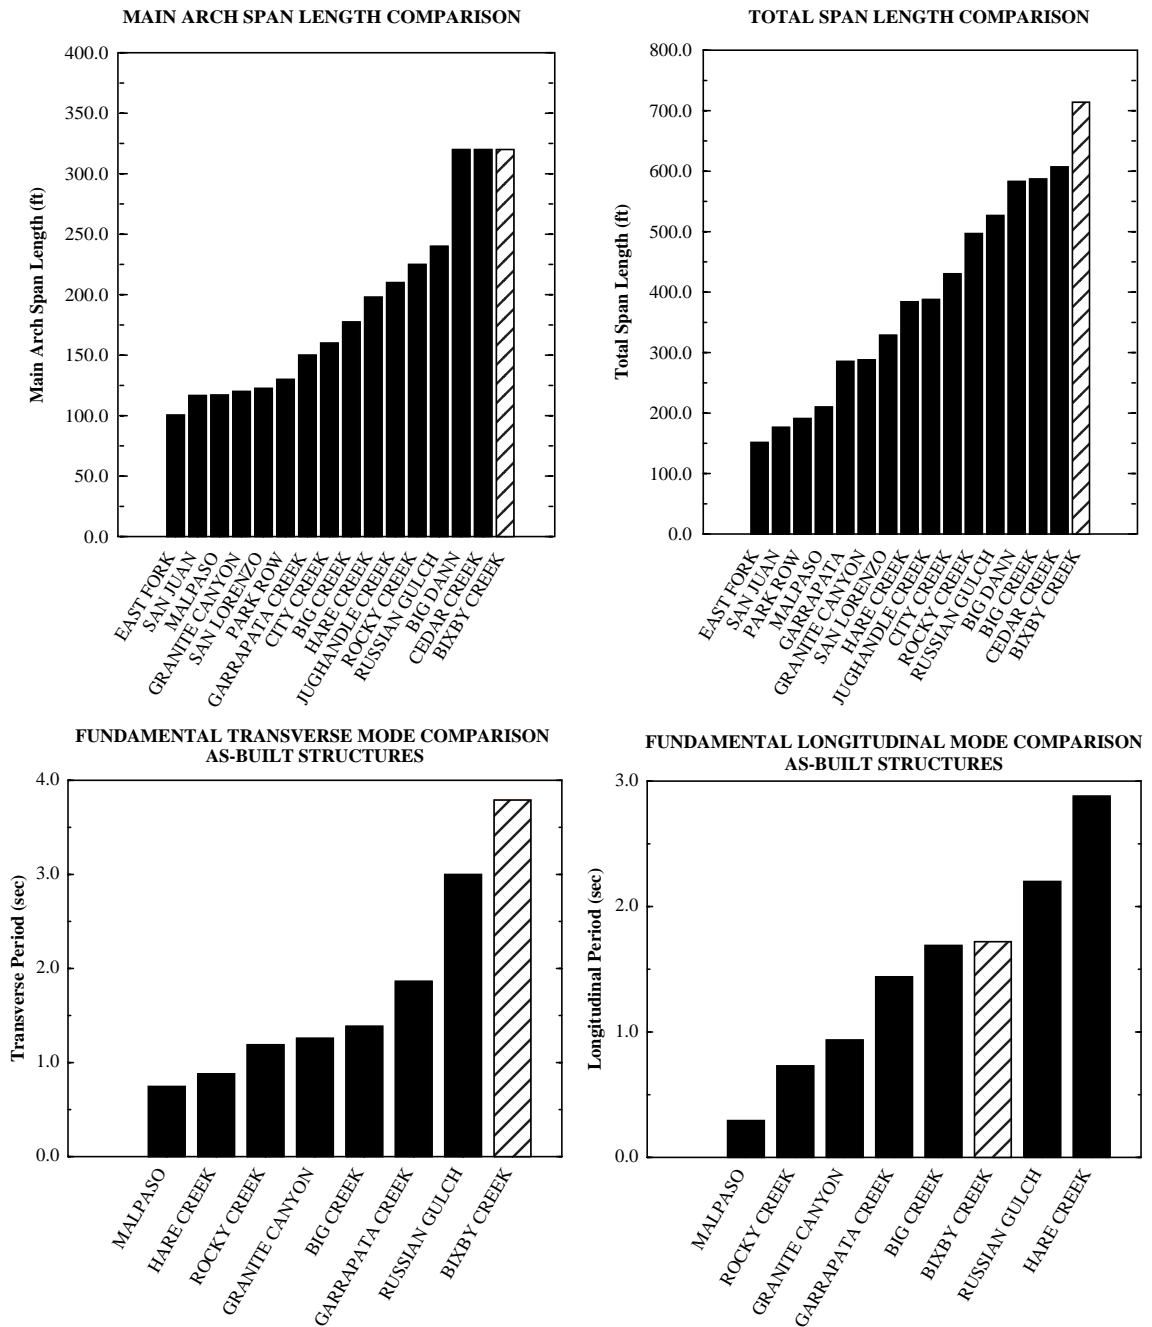 MAIN ARCH SPAN LENGTH COMPARISON
400.0
350.0
300.0
250.0
200.0
150.0
100.0
50.0
0.0
Main Arch Span Length (ft)
EAST FORK
SAN JUAN
MALPASO
GRANITE CANYON
SAN LORENZO
PARK ROW
GARRAPATA CREEK
CITY CREEK
BIG CREEK
HARE CREEK
JUGHANDLE CREEK
ROCKY CREEK
RUSSIAN GULCH
BIG DANN
CEDAR CREEK
BIXBY CREEK
TOTAL SPAN LENGTH COMPARISON
800.0
700.0
600.0
500.0
400.0
300.0
200.0
100.0
0.0
Total Span Length (ft)
EAST FORK
SAN JUAN
PARK ROW
MALPASO
GARRAPATA
GRANITE CANYON
SAN LORENZO
HARE CREEK
JUGHANDLE CREEK
CITY CREEK
ROCKY CREEK
RUSSIAN GULCH
BIG DANN
BIG CREEK
CEDAR CREEK
BIXBY CREEK
FUNDAMENTAL TRANSVERSE MODE COMPARISON
AS-BUILT STRUCTURES
4.0
3.0
2.0
1.0
0.0
Transverse Period (sec)
MALPASO
HARE CREEK
ROCKY CREEK
GRANITE CANYON
BIG CREEK
GARRAPATA CREEK
RUSSIAN GULCH
BIXBY CREEK
FUNDAMENTAL LONGITUDINAL MODE COMPARISON
AS-BUILT STRUCTURES
3.0
2.0
1.0
0.0
Longitudinal Period (sec)
MALPASO
ROCKY CREEK
GRANITE CANYON
GARRAPATA CREEK
BIG CREEK
BIXBY CREEK
RUSSIAN GULCH
HARE CREEK